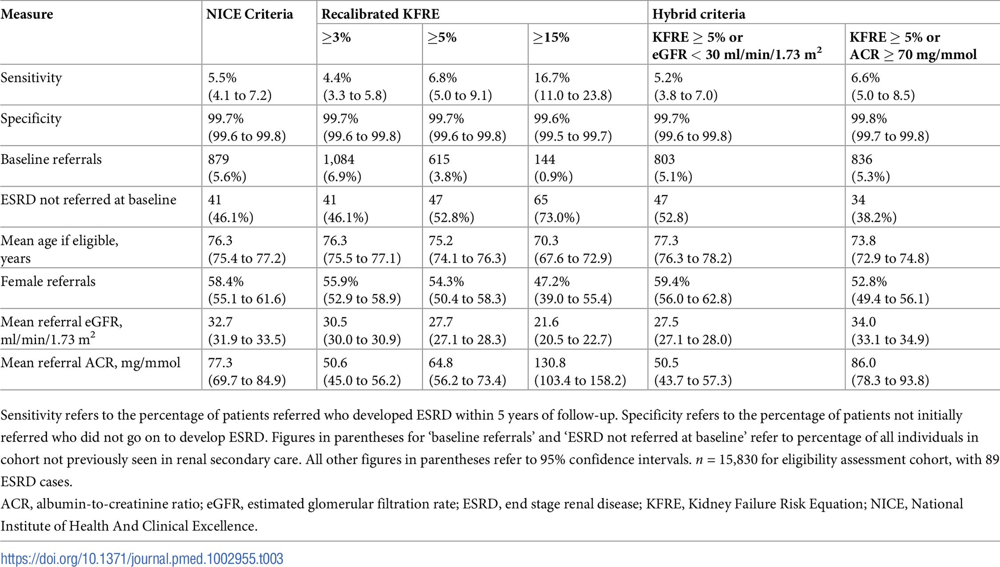 Measure NICE Criteria Recalibrated KFRE Hybrid criteria
≥3% ≥5% ≥15% KFRE ≥ 5% or KFRE ≥ 5% or
eGFR < 30 ml/min/1.73 m² ACR ≥ 70 mg/mmol
Sensitivity 5.5% 4.4% 6.8% 16.7% 5.2% 6.6%
(4.1 to 7.2) (3.3 to 5.8) (5.0 to 9.1) (11.0 to 23.8) (3.8 to 7.0) (5.0 to 8.5)
Specificity 99.7% 99.7% 99.7% 99.6% 99.7% 99.8%
(99.6 to 99.8) (99.6 to 99.8) (99.6 to 99.8) (99.5 to 99.7) (99.6 to 99.8) (99.7 to 99.8)
Baseline referrals 879 1,084 615 144 803 836
(5.6%) (6.9%) (3.8%) (0.9%) (5.1%) (5.3%)
ESRD not referred at baseline 41 41 47 65 47 34
(46.1%) (46.1%) (52.8%) (73.0%) (52.8) (38.2%)
Mean age if eligible, 76.3 76.3 75.2 70.3 77.3 73.8
years (75.4 to 77.2) (75.5 to 77.1) (74.1 to 76.3) (67.6 to 72.9) (76.3 to 78.2) (72.9 to 74.8)
Female referrals 58.4% 55.9% 54.3% 47.2% 59.4% 52.8%
(55.1 to 61.6) (52.9 to 58.9) (50.4 to 58.3) (39.0 to 55.4) (56.0 to 62.8) (49.4 to 56.1)
Mean referral eGFR, 32.7 30.5 27.7 21.6 27.5 34.0
ml/min/1.73 m² (31.9 to 33.5) (30.0 to 30.9) (27.1 to 28.3) (20.5 to 22.7) (27.1 to 28.0) (33.1 to 34.9)
Mean referral ACR, mg/mmol 77.3 50.6 64.8 130.8 50.5 86.0
(69.7 to 84.9) (45.0 to 56.2) (56.2 to 73.4) (103.4 to 158.2) (43.7 to 57.3) (78.3 to 93.8)
Sensitivity refers to the percentage of patients referred who developed ESRD within 5 years of follow-up. Specificity refers to the percentage of patients not initially
referred who did not go on to develop ESRD. Figures in parentheses for ‘baseline referrals’ and ‘ESRD not referred at baseline’ refer to percentage of all individuals in
cohort not previously seen in renal secondary care. All other figures in parentheses refer to 95% confidence intervals. n = 15,830 for eligibility assessment cohort, with 89
ESRD cases.
ACR, albumin-to-creatinine ratio; eGFR, estimated glomerular filtration rate; ESRD, end stage renal disease; KFRE, Kidney Failure Risk Equation; NICE, National
Institute of Health And Clinical Excellence.
https://doi.org/10.1371/journal.pmed.1002955.t003